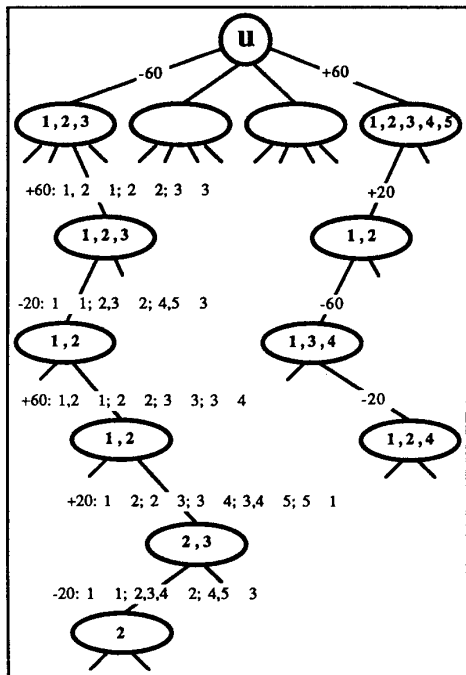 u
-60 +60
1,2,3 1,2,3,4,5
+60: 1, 2 1; 2 2; 3 3 +20
1,2,3 1,2
-20: 1 1; 2,3 2; 4,5 3 -60
1,2 1,3,4
+60: 1,2 1; 2 2; 3 3; 3 4 -20
1,2 1,2,4
+20: 1 2; 2 3; 3 4; 3,4 5; 5 1
2,3
-20: 1 1; 2,3,4 2; 4,5 3
2